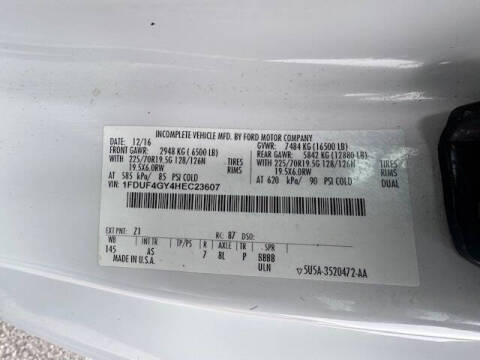 INCOMPLETE VEHICLE MFD. BY FORD MOTOR COMPANY
DATE: 12/16 GVWR: 7484 KG (16500 LB)
FRONT GAWR: 2948 KG (6500 LB) REAR GAWR: 5842 KG (12880 LB)
WITH 225/70R19.5G 128/126N TIRES WITH 225/70R19.5G 128/126N TIRES
19.5X6.0RW RIMS 19.5X6.0RW RIMS
AT 585 kPa/ 85 PSI COLD AT 620 kPa/ 90 PSI COLD DUAL
VIN: 1FDUF4GY4HEC23607
EXT PNT: Z1 RC: 87 DSO:
WB INT TR TP/PS R AXLE TR SPR
145 AS 7 8L P BBBB
MADE IN U.S.A. ULN ▽5U5A-3520472-AA